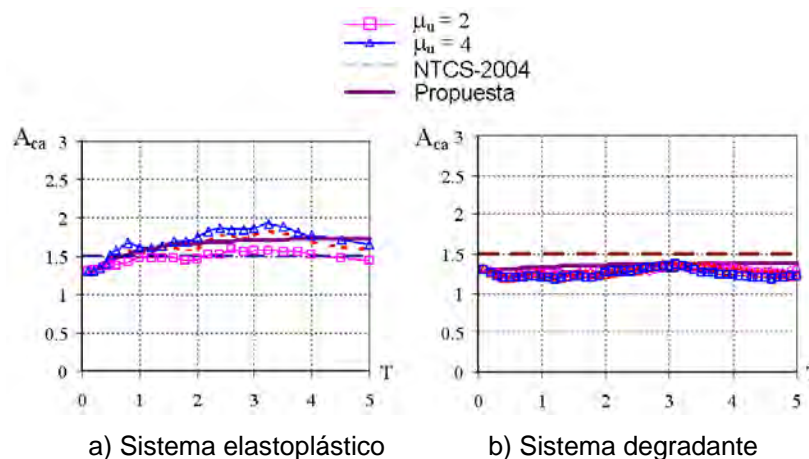 μu = 2
μu = 4
NTCS-2004
Propuesta
Aca
3
2.5
2
1.5
1
0.5
0
0 1 2 3 4 5
T
a) Sistema elastoplástico
Aca
3
2.5
2
1.5
1
0.5
0
0 1 2 3 4 5
b) Sistema degradante